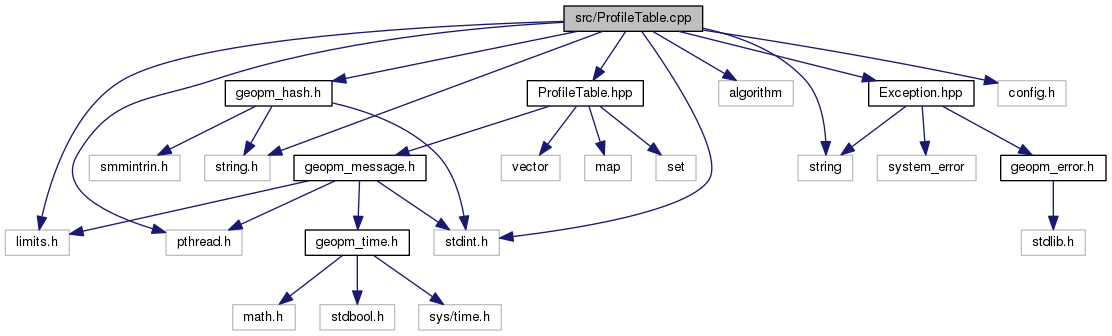 src/ProfileTable.cpp
geopm_hash.h
ProfileTable.hpp
algorithm
Exception.hpp
config.h
smmintrin.h
string.h
geopm_message.h
vector
map
set
string
system_error
geopm_error.h
limits.h
pthread.h
geopm_time.h
stdint.h
stdlib.h
math.h
stdbool.h
sys/time.h